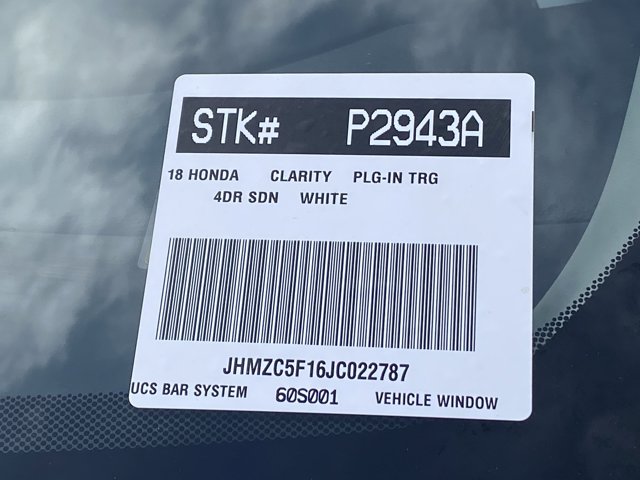 STK# P2943A
18 HONDA CLARITY PLG-IN TRG
4DR SDN WHITE
JHMZC5F16JC022787
UCS BAR SYSTEM 60S001 VEHICLE WINDOW